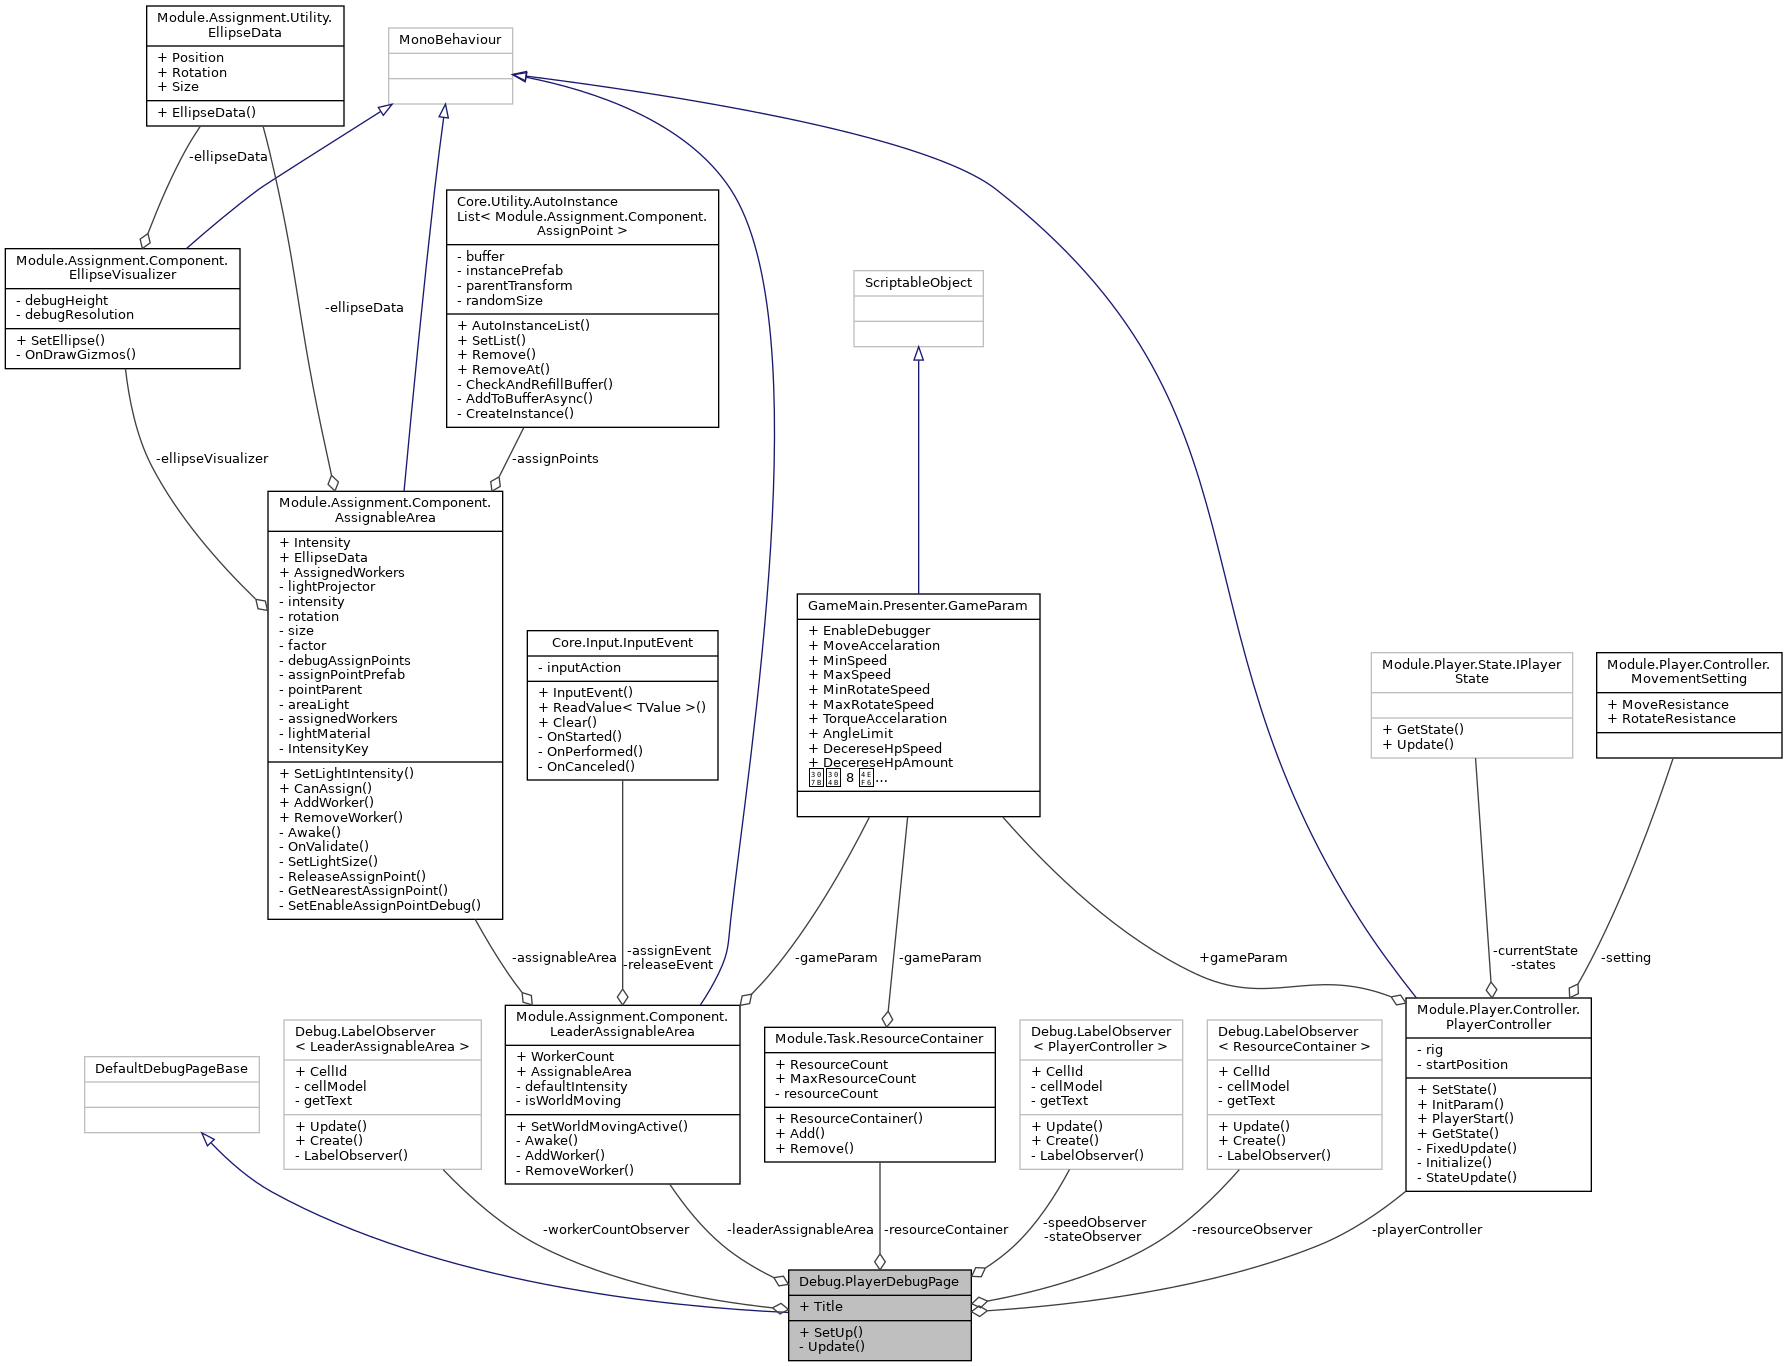 Module.Assignment.Utility.
EllipseData
+ Position
+ Rotation
+ Size
+ EllipseData()
MonoBehaviour
-ellipseData
Core.Utility.AutoInstance
List< Module.Assignment.Component.
AssignPoint >
- buffer
- instancePrefab
- parentTransform
- randomSize
+ AutoInstanceList()
+ SetList()
+ Remove()
+ RemoveAt()
- CheckAndRefillBuffer()
- AddToBufferAsync()
- CreateInstance()
Module.Assignment.Component.
EllipseVisualizer
- debugHeight
- debugResolution
+ SetEllipse()
- OnDrawGizmos()
-ellipseData
ScriptableObject
-ellipseVisualizer
-assignPoints
Module.Assignment.Component.
AssignableArea
+ Intensity
+ EllipseData
+ AssignedWorkers
- lightProjector
- intensity
- rotation
- size
- factor
- debugAssignPoints
- assignPointPrefab
- pointParent
- areaLight
- assignedWorkers
- lightMaterial
- IntensityKey
+ SetLightIntensity()
+ CanAssign()
+ AddWorker()
+ RemoveWorker()
- Awake()
- OnValidate()
- SetLightSize()
- ReleaseAssignPoint()
- GetNearestAssignPoint()
- SetEnableAssignPointDebug()
Core.Input.InputEvent
- inputAction
+ InputEvent()
+ ReadValue< TValue >()
+ Clear()
- OnStarted()
- OnPerformed()
- OnCanceled()
GameMain.Presenter.GameParam
+ EnableDebugger
+ MoveAccelaration
+ MinSpeed
+ MaxSpeed
+ MinRotateSpeed
+ MaxRotateSpeed
+ TorqueAccelaration
+ AngleLimit
+ DecereseHpSpeed
+ DecereseHpAmount
8 ...
Module.Player.State.IPlayer
State
+ GetState()
+ Update()
Module.Player.Controller.
MovementSetting
+ MoveResistance
+ RotateResistance
-assignableArea
-assignEvent
-releaseEvent
-gameParam
-gameParam
+gameParam
-currentState
-states
-setting
DefaultDebugPageBase
Debug.LabelObserver
< LeaderAssignableArea >
+ CellId
- cellModel
- getText
+ Update()
+ Create()
- LabelObserver()
Module.Assignment.Component.
LeaderAssignableArea
+ WorkerCount
+ AssignableArea
- defaultIntensity
- isWorldMoving
+ SetWorldMovingActive()
- Awake()
- AddWorker()
- RemoveWorker()
Module.Task.ResourceContainer
+ ResourceCount
+ MaxResourceCount
- resourceCount
+ ResourceContainer()
+ Add()
+ Remove()
Debug.LabelObserver
< PlayerController >
+ CellId
- cellModel
- getText
+ Update()
+ Create()
- LabelObserver()
Debug.LabelObserver
< ResourceContainer >
+ CellId
- cellModel
- getText
+ Update()
+ Create()
- LabelObserver()
Module.Player.Controller.
PlayerController
- rig
- startPosition
+ SetState()
+ InitParam()
+ PlayerStart()
+ GetState()
- FixedUpdate()
- Initialize()
- StateUpdate()
-workerCountObserver
-leaderAssignableArea
-resourceContainer
-speedObserver
-stateObserver
-resourceObserver
-playerController
Debug.PlayerDebugPage
+ Title
+ SetUp()
- Update()